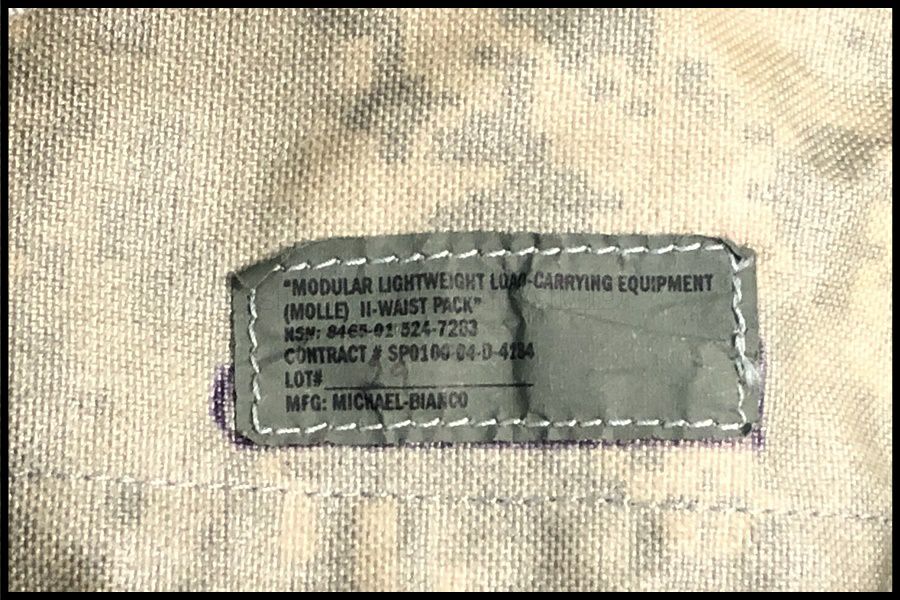 "MODULAR LIGHTWEIGHT LOAD-CARRYING EQUIPMENT
(MOLLE) II-WAIST PACK"
NSN: 8465-01-524-7263
CONTRACT # SP0100-04-D-4184
LOT#
MFG: MICHAEL-BIANCO